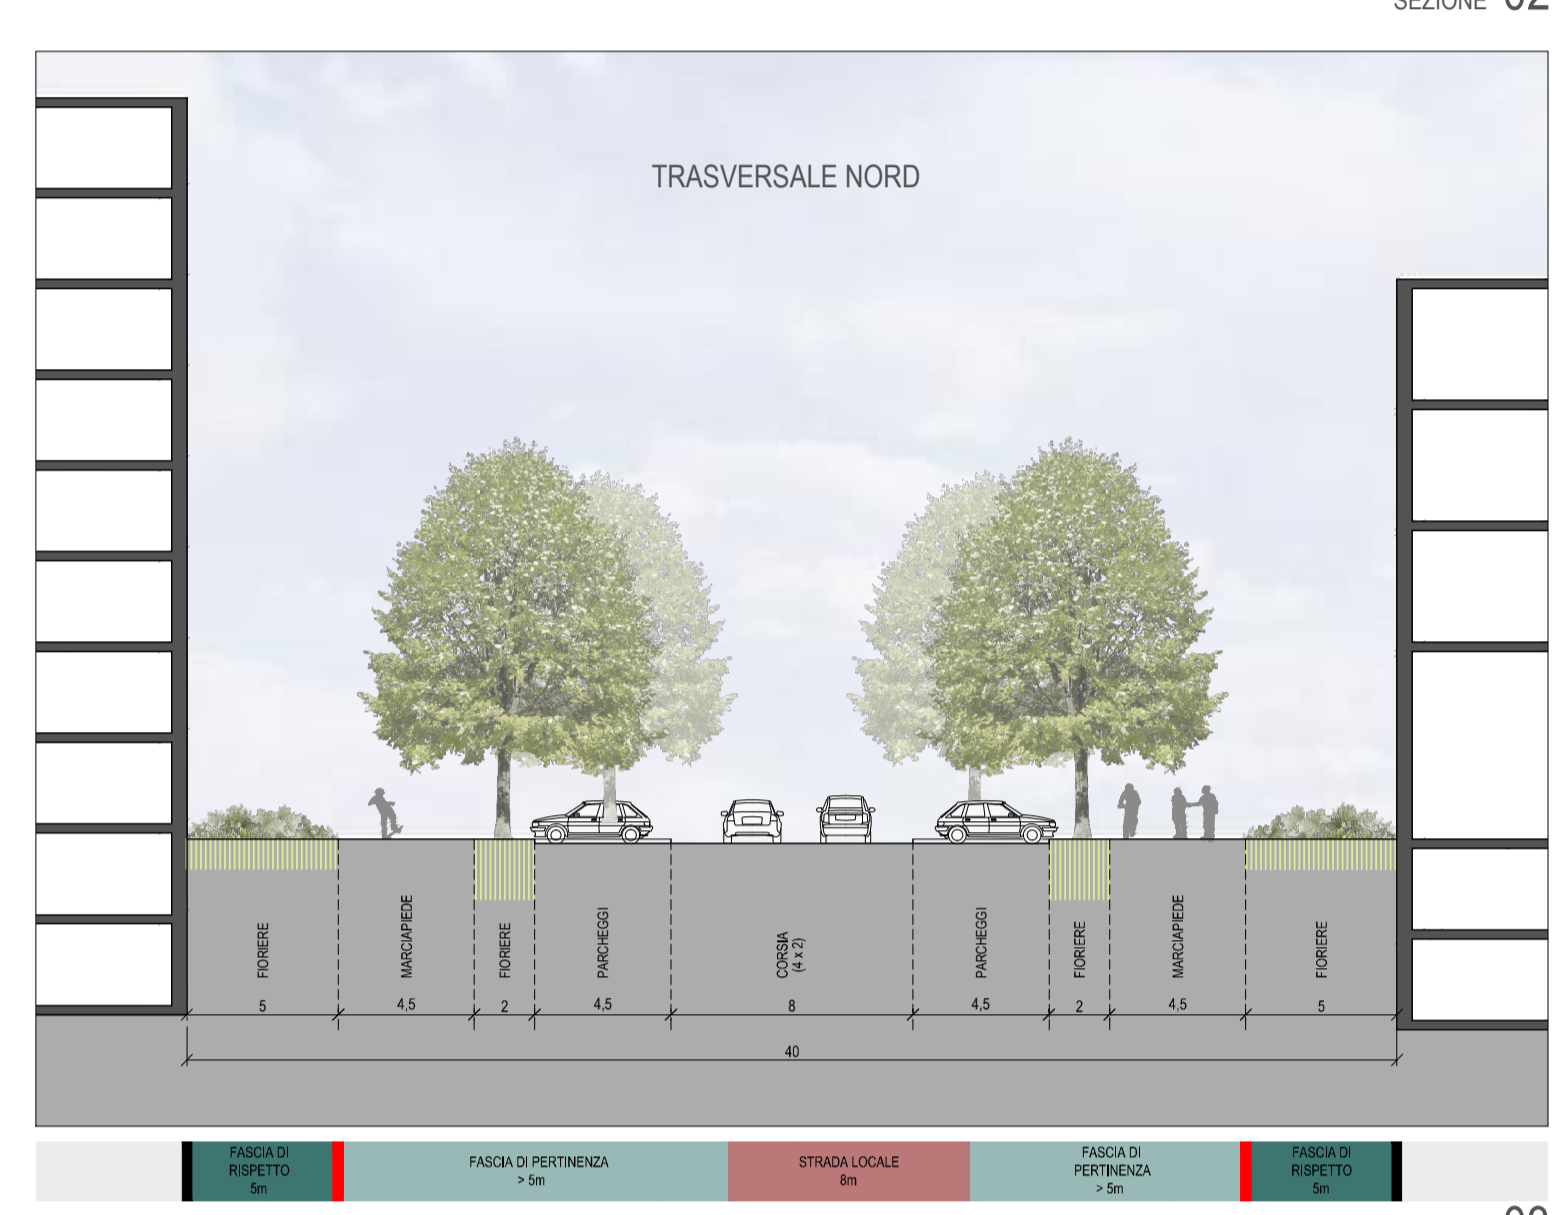 SEZIONE 02
TRASVERSALE NORD
FIORIERE
MARCIAPIEDE
FIORIERE
PARCHEGGI
CORSIA
(4 x 2)
PARCHEGGI
FIORIERE
MARCIAPIEDE
FIORIERE
5 4,5 2 4,5 8 4,5 2 4,5 5
40
FASCIA DI
RISPETTO
5m
FASCIA DI PERTINENZA
> 5m
STRADA LOCALE
8m
FASCIA DI
PERTINENZA
> 5m
FASCIA DI
RISPETTO
5m